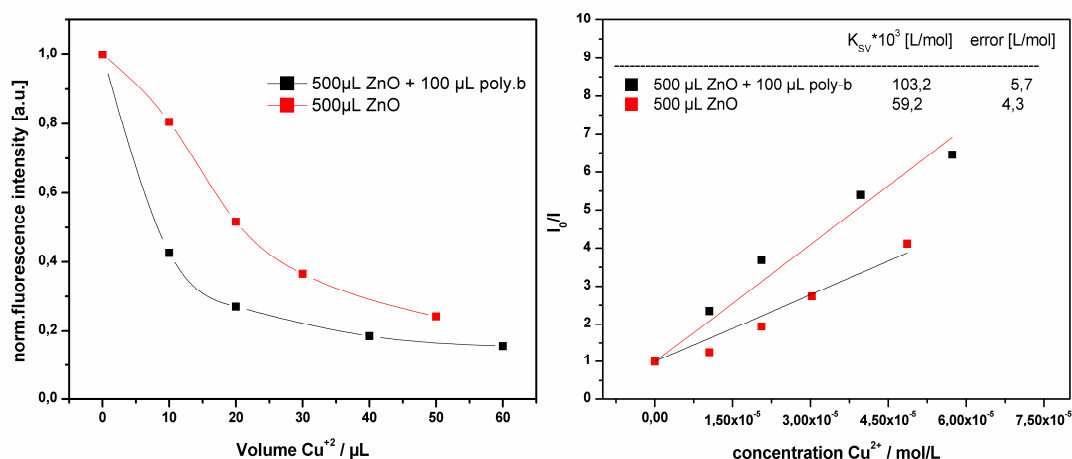 1,0
0,8
0,6
0,4
0,2
0,0
norm.fluorescence intensity [a.u.]
500µL ZnO + 100 µL poly.b
500µL ZnO
0 10 20 30 40 50 60
Volume Cu+2 / µL
K_SV*10^3 [L/mol] error [L/mol]
500 µL ZnO + 100 µL poly-b 103,2 5,7
500 µL ZnO 59,2 4,3
10
9
8
7
6
5
4
3
2
1
0
I0/I
0,00 1,50x10^-5 3,00x10^-5 4,50x10^-5 6,00x10^-5 7,50x10^-5
concentration Cu2+ / mol/L